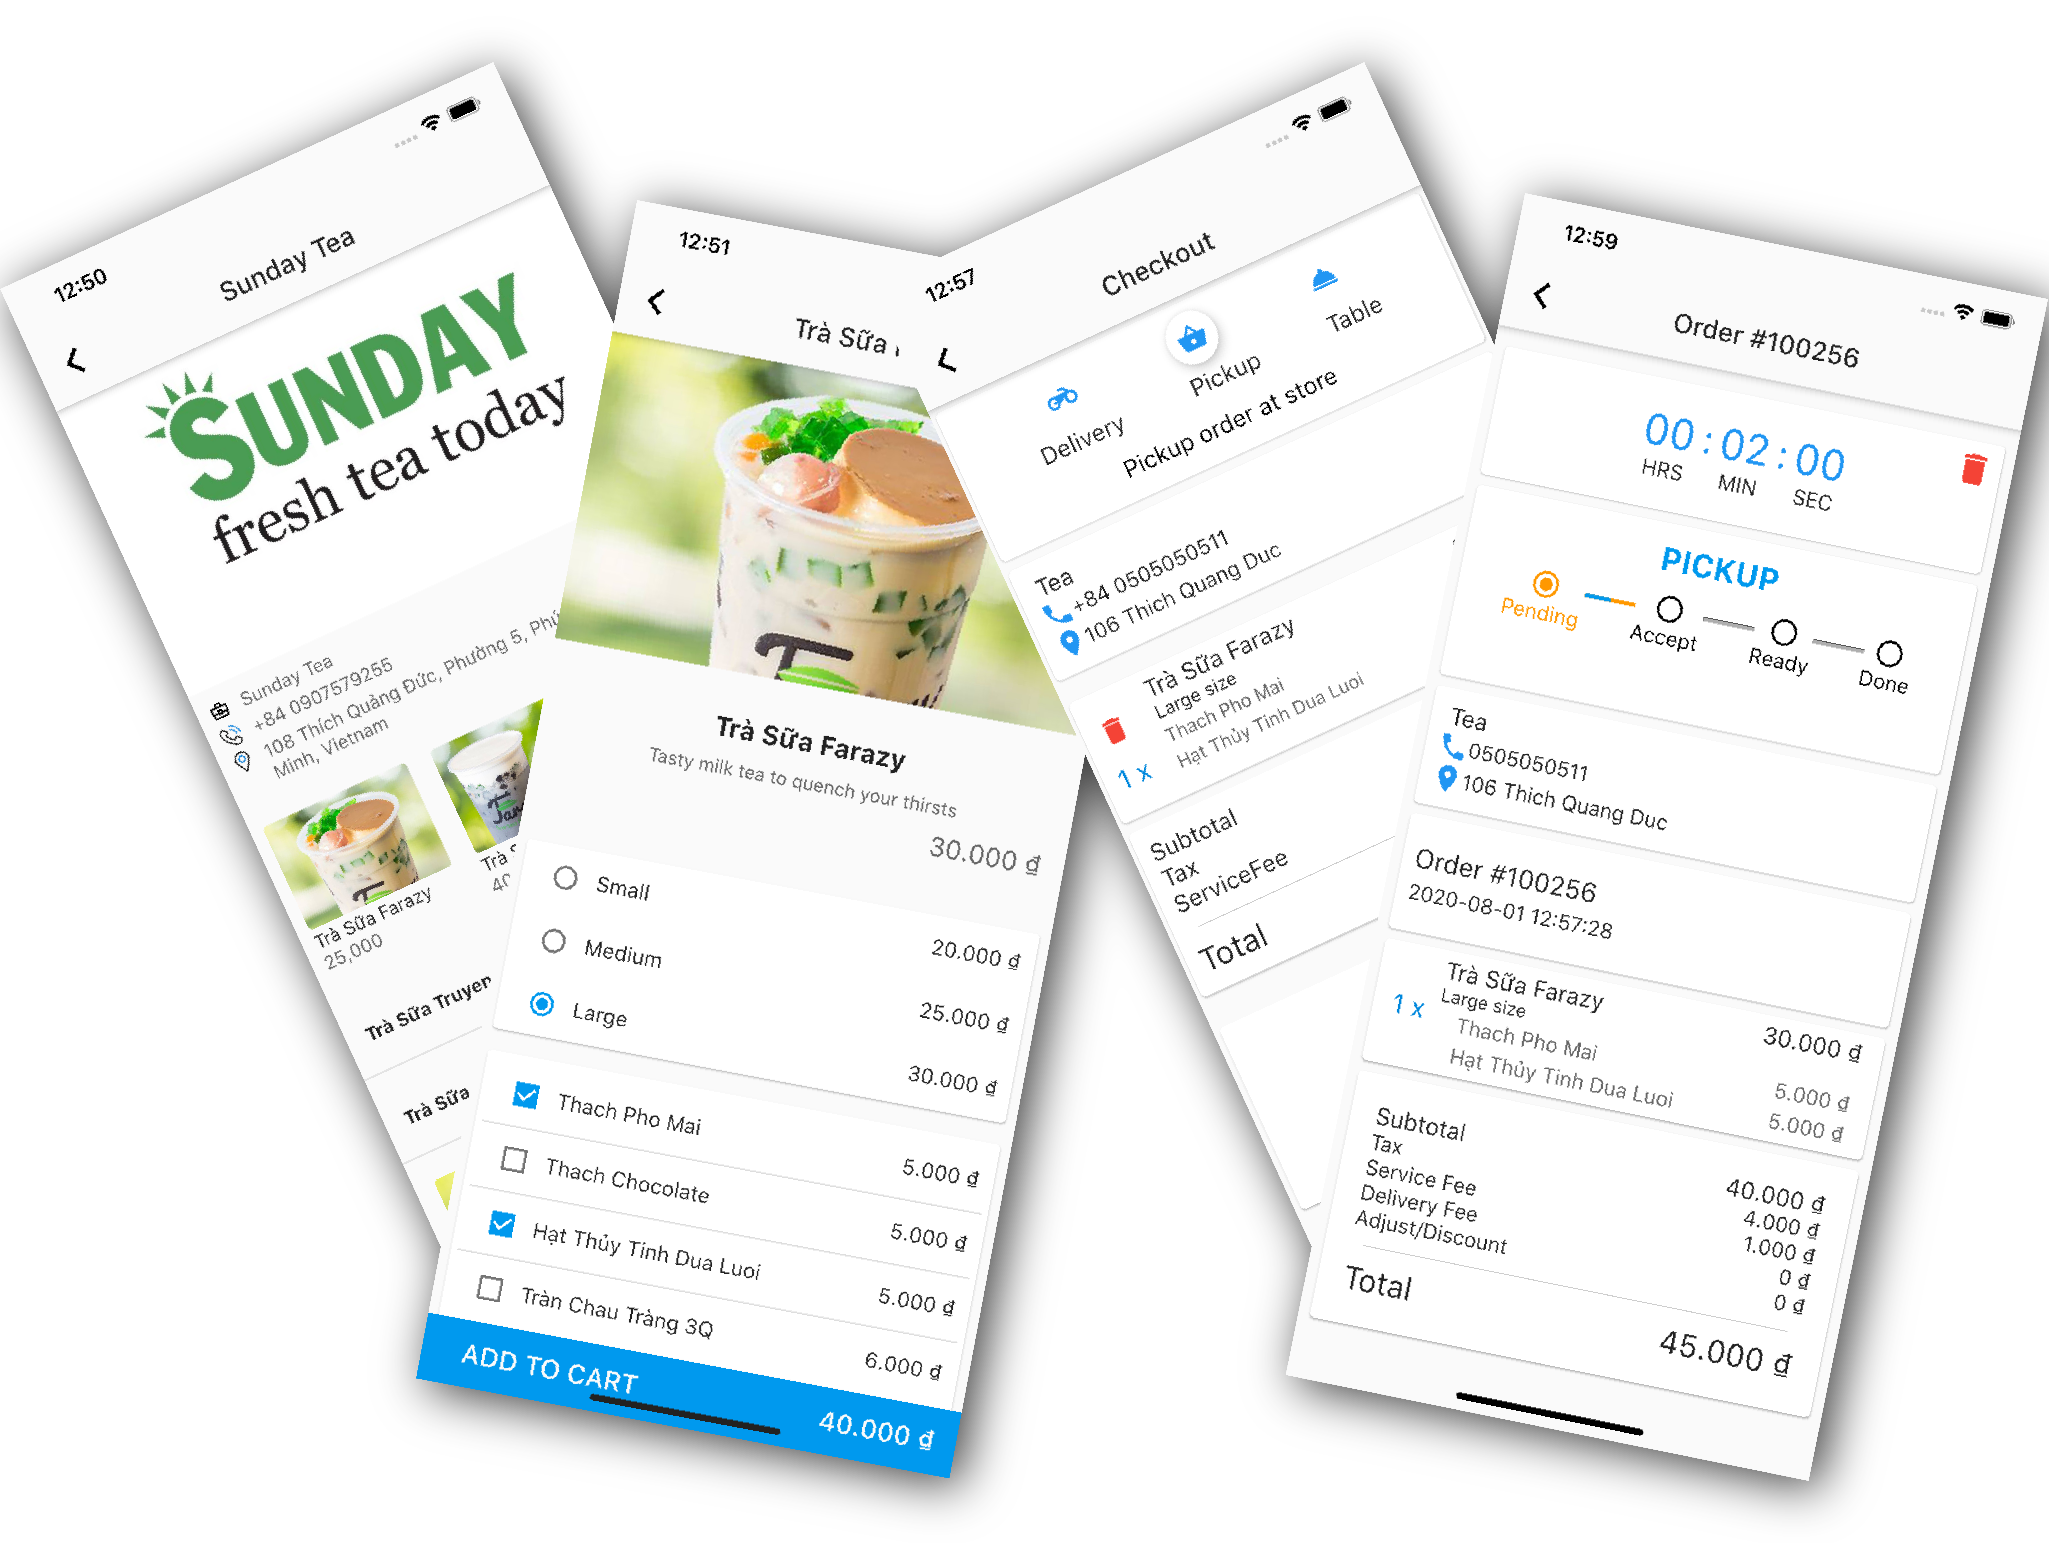 12:50
Sunday Tea
SUNDAY
fresh tea today
Sunday Tea
+84 0907579255
108 Thích Quảng Đức, Phường 5, Phú
Minh, Vietnam
Trà Sữa Farazy
25,000
Trà
40
Trà Sữa Truyen
Trà Sữa
12:51
Trà Sữa
Trà Sữa Farazy
Tasty milk tea to quench your thirsts
30.000 ₫
Small
20.000 ₫
Medium
25.000 ₫
Large
30.000 ₫
Thach Pho Mai
5.000 ₫
Thach Chocolate
5.000 ₫
Hạt Thủy Tinh Dua Luoi
5.000 ₫
Tràn Chau Tràng 3Q
6.000 ₫
ADD TO CART
40.000 ₫
12:57
Checkout
Delivery
Pickup
Table
Pickup order at store
Tea
+84 0505050511
106 Thich Quang Duc
Trà Sữa Farazy
Large size
Thach Pho Mai
Hạt Thủy Tinh Dua Luoi
1 x
Subtotal
Tax
ServiceFee
Total
12:59
Order #100256
00 : 02 : 00
HRS MIN SEC
PICKUP
Pending
Accept
Ready
Done
Tea
0505050511
106 Thich Quang Duc
Order #100256
2020-08-01 12:57:28
1 x
Trà Sữa Farazy
Large size
30.000 ₫
Thach Pho Mai
5.000 ₫
Hạt Thủy Tinh Dua Luoi
5.000 ₫
Subtotal
40.000 ₫
Tax
4.000 ₫
Service Fee
1.000 ₫
Delivery Fee
0 ₫
Adjust/Discount
0 ₫
Total
45.000 ₫